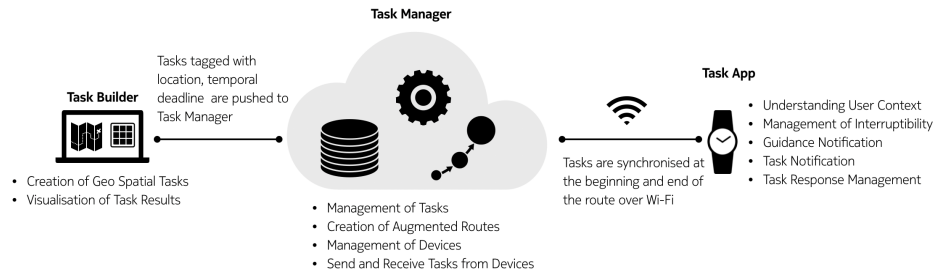 Task Manager
Tasks tagged with
location, temporal
deadline are pushed to
Task Manager
Task Builder
• Creation of Geo Spatial Tasks
• Visualisation of Task Results
• Management of Tasks
• Creation of Augmented Routes
• Management of Devices
• Send and Receive Tasks from Devices
Tasks are synchronised at
the beginning and end of
the route over Wi-Fi
Task App
• Understanding User Context
• Management of Interruptibility
• Guidance Notification
• Task Notification
• Task Response Management